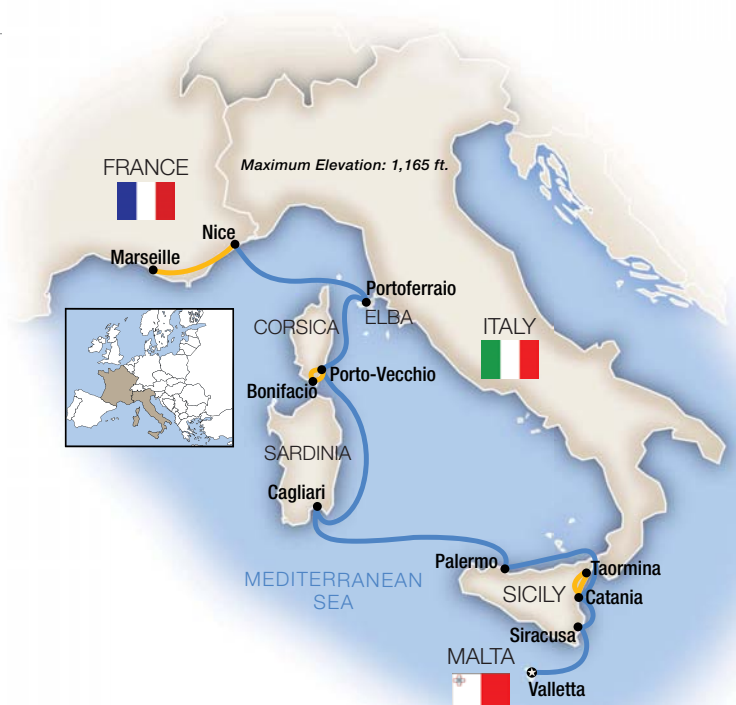 FRANCE
Maximum Elevation: 1,165 ft.
Nice
Marseille
Portoferraio
CORSICA
ELBA
ITALY
Porto-Vecchio
Bonifacio
SARDINIA
Cagliari
Palermo
Taormina
MEDITERRANEAN
SEA
SICILY
Catania
Siracusa
MALTA
Valletta